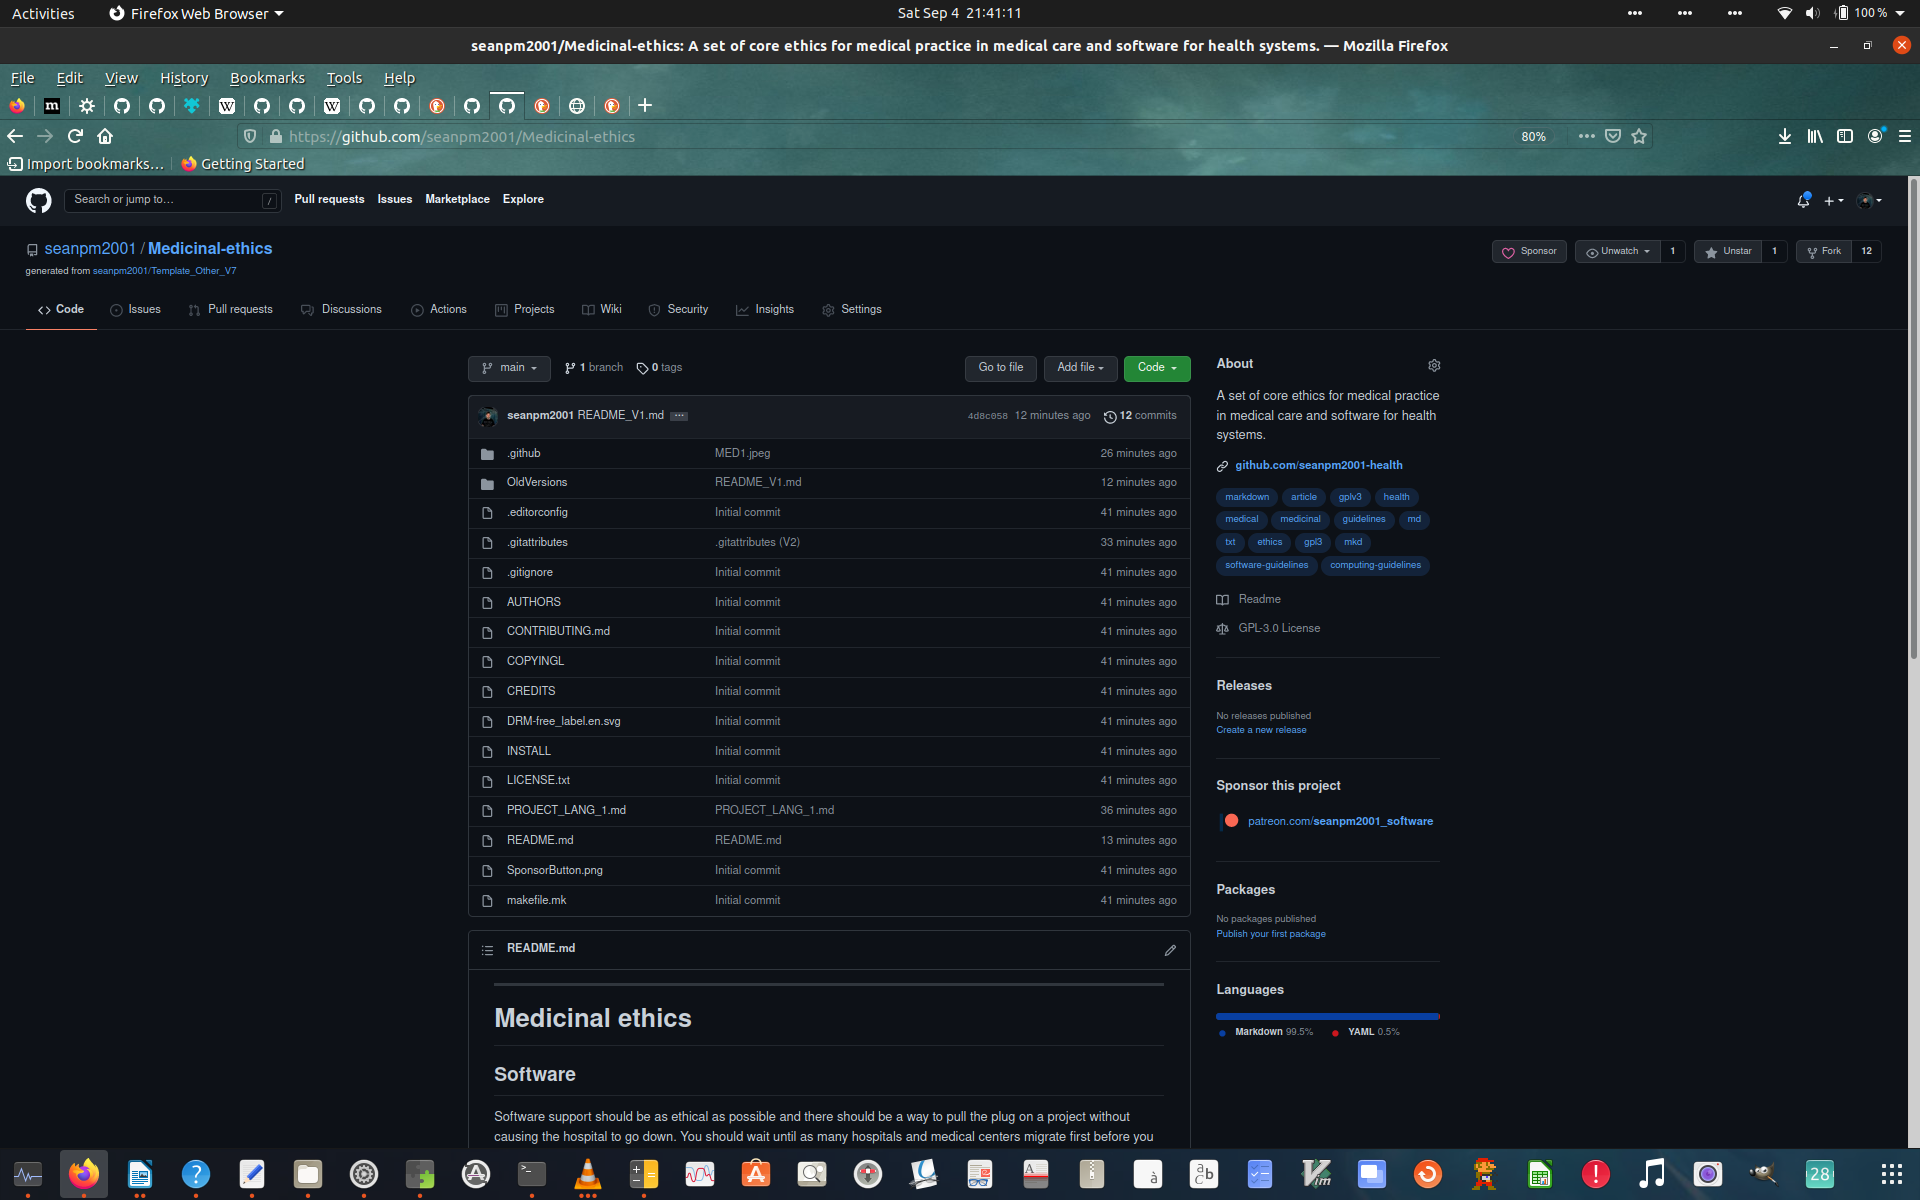 Activities Firefox Web Browser Sat Sep 4 21:41:11 100 %
seanpm2001/Medicinal-ethics: A set of core ethics for medical practice in medical care and software for health systems. — Mozilla Firefox
File Edit View History Bookmarks Tools Help
https://github.com/seanpm2001/Medicinal-ethics 80%
Import bookmarks... Getting Started
Search or jump to... / Pull requests Issues Marketplace Explore
seanpm2001 / Medicinal-ethics Sponsor Unwatch 1 Unstar 1 Fork 12
generated from seanpm2001/Template_Other_V7
Code Issues Pull requests Discussions Actions Projects Wiki Security Insights Settings
main 1 branch 0 tags Go to file Add file Code
seanpm2001 README_V1.md 4d8c058 12 minutes ago 12 commits
.github MED1.jpeg 26 minutes ago
OldVersions README_V1.md 12 minutes ago
.editorconfig Initial commit 41 minutes ago
.gitattributes .gitattributes (V2) 33 minutes ago
.gitignore Initial commit 41 minutes ago
AUTHORS Initial commit 41 minutes ago
CONTRIBUTING.md Initial commit 41 minutes ago
COPYINGL Initial commit 41 minutes ago
CREDITS Initial commit 41 minutes ago
DRM-free_label.en.svg Initial commit 41 minutes ago
INSTALL Initial commit 41 minutes ago
LICENSE.txt Initial commit 41 minutes ago
PROJECT_LANG_1.md PROJECT_LANG_1.md 36 minutes ago
README.md README.md 13 minutes ago
SponsorButton.png Initial commit 41 minutes ago
makefile.mk Initial commit 41 minutes ago
README.md
Medicinal ethics
Software
Software support should be as ethical as possible and there should be a way to pull the plug on a project without
causing the hospital to go down. You should wait until as many hospitals and medical centers migrate first before you
About
A set of core ethics for medical practice
in medical care and software for health
systems.
github.com/seanpm2001-health
markdown article gplv3 health
medical medicinal guidelines md
txt ethics gpl3 mkd
software-guidelines computing-guidelines
Readme
GPL-3.0 License
Releases
No releases published
Create a new release
Sponsor this project
patreon.com/seanpm2001_software
Packages
No packages published
Publish your first package
Languages
Markdown 99.5% YAML 0.5%
28